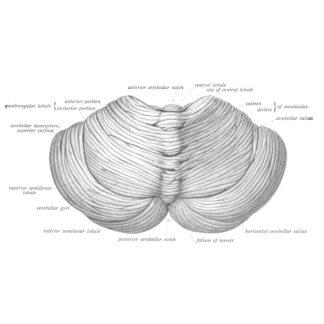 anterior cerebellar notch
central lobule
ala of central lobule
quadrangular lobule
anterior portion
posterior portion
culmen
declive
of monticulus
cerebellar sulcus
cerebellar hemisphere,
superior surface
superior semilunar
lobule
cerebellar gyri
inferior semilunar lobule
posterior cerebellar notch
folium of vermis
horizontal cerebellar sulcus